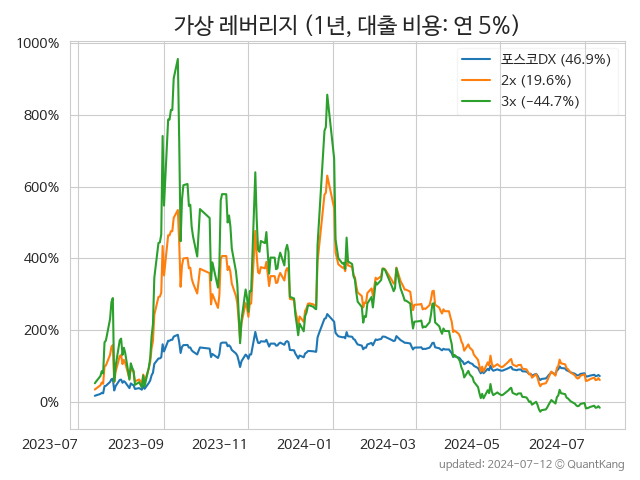 가상 레버리지 (1년, 대출 비용: 연 5%)
1000%
800%
600%
400%
200%
0%
포스코DX (46.9%)
2x (19.6%)
3x (−44.7%)
2023-07
2023-09
2023-11
2024-01
2024-03
2024-05
2024-07
updated: 2024-07-12 © QuantKang